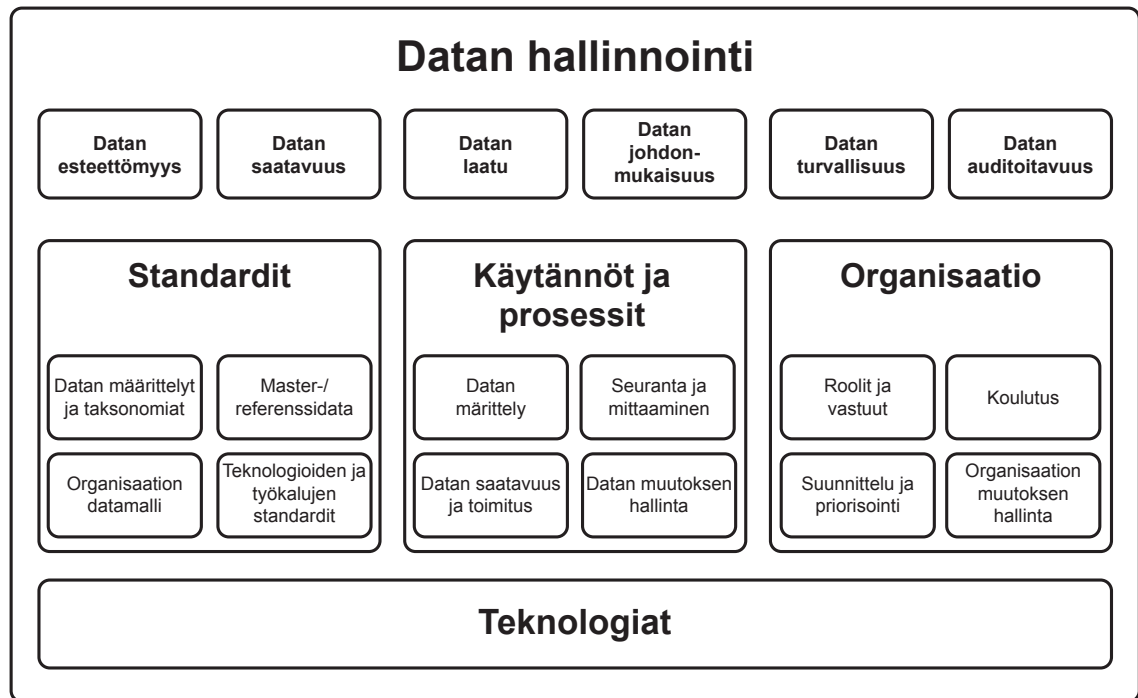 Datan hallinnointi
Datan
esteettömyys
Datan
saatavuus
Datan
laatu
Datan
johdon-
mukaisuus
Datan
turvallisuus
Datan
auditoitavuus
Standardit
Datan määrittelyt
ja taksonomiat
Master-/
referenssidata
Organisaation
datamalli
Teknologioiden ja
työkalujen
standardit
Käytännöt ja
prosessit
Datan
märittely
Seuranta ja
mittaaminen
Datan saatavuus
ja toimitus
Datan muutoksen
hallinta
Organisaatio
Roolit ja
vastuut
Koulutus
Suunnittelu ja
priorisointi
Organisaation
muutoksen
hallinta
Teknologiat